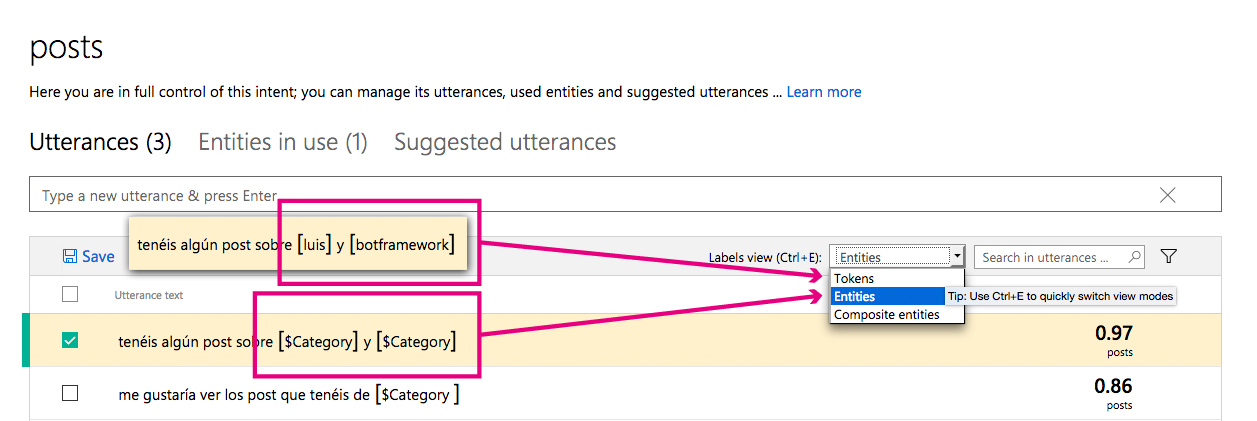 posts
Here you are in full control of this intent; you can manage its utterances, used entities and suggested utterances ... Learn more
Utterances (3) Entities in use (1) Suggested utterances
Type a new utterance & press Enter
tenéis algún post sobre [luis] y [botframework]
Save Labels view (Ctrl+E): Entities Search in utterances ...
Tokens
Entities Tip: Use Ctrl+E to quickly switch view modes
Composite entities
Utterance text
tenéis algún post sobre [$Category] y [$Category] 0.97
posts
me gustaría ver los post que tenéis de [$Category ] 0.86
posts